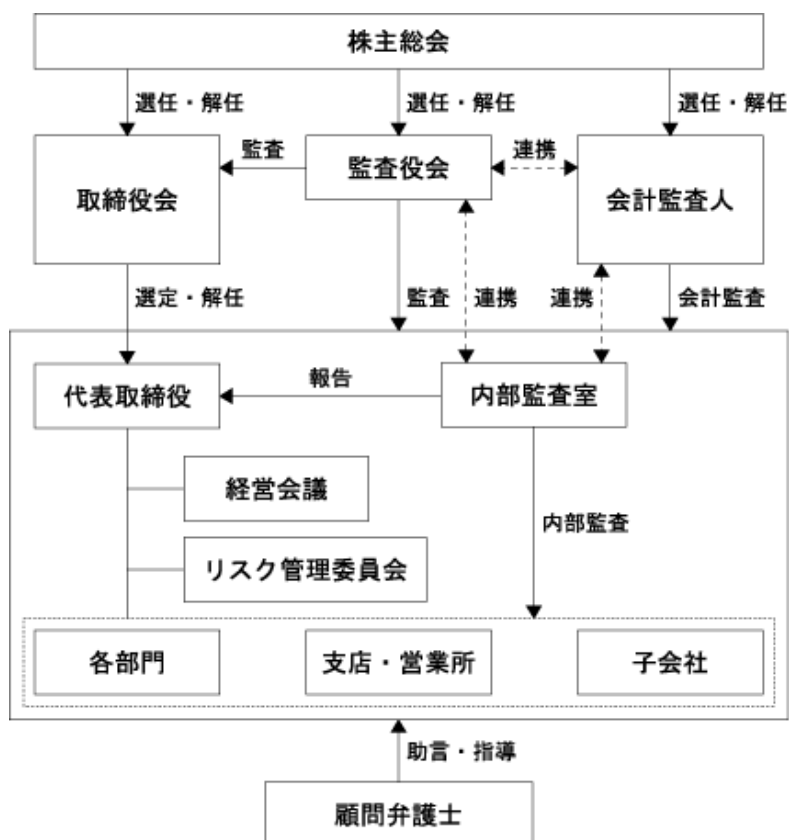 株主総会
選任・解任
選任・解任
選任・解任
取締役会
監査
監査役会
連携
会計監査人
選定・解任
監査
連携
連携
会計監査
代表取締役
報告
内部監査室
経営会議
内部監査
リスク管理委員会
各部門
支店・営業所
子会社
助言・指導
顧問弁護士